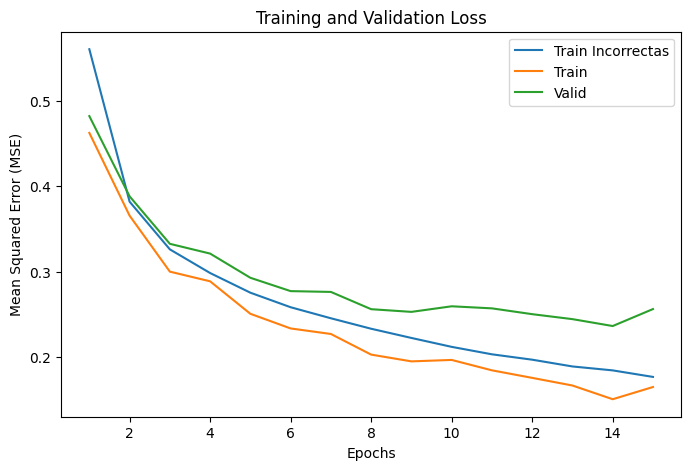 Training and Validation Loss
Train Incorrectas
Train
Valid
Mean Squared Error (MSE)
0.5
0.4
0.3
0.2
2 4 6 8 10 12 14
Epochs